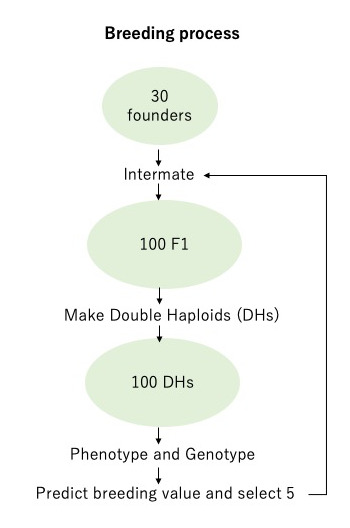 Breeding process
30
founders
Intermate
100 F1
Make Double Haploids (DHs)
100 DHs
Phenotype and Genotype
Predict breeding value and select 5